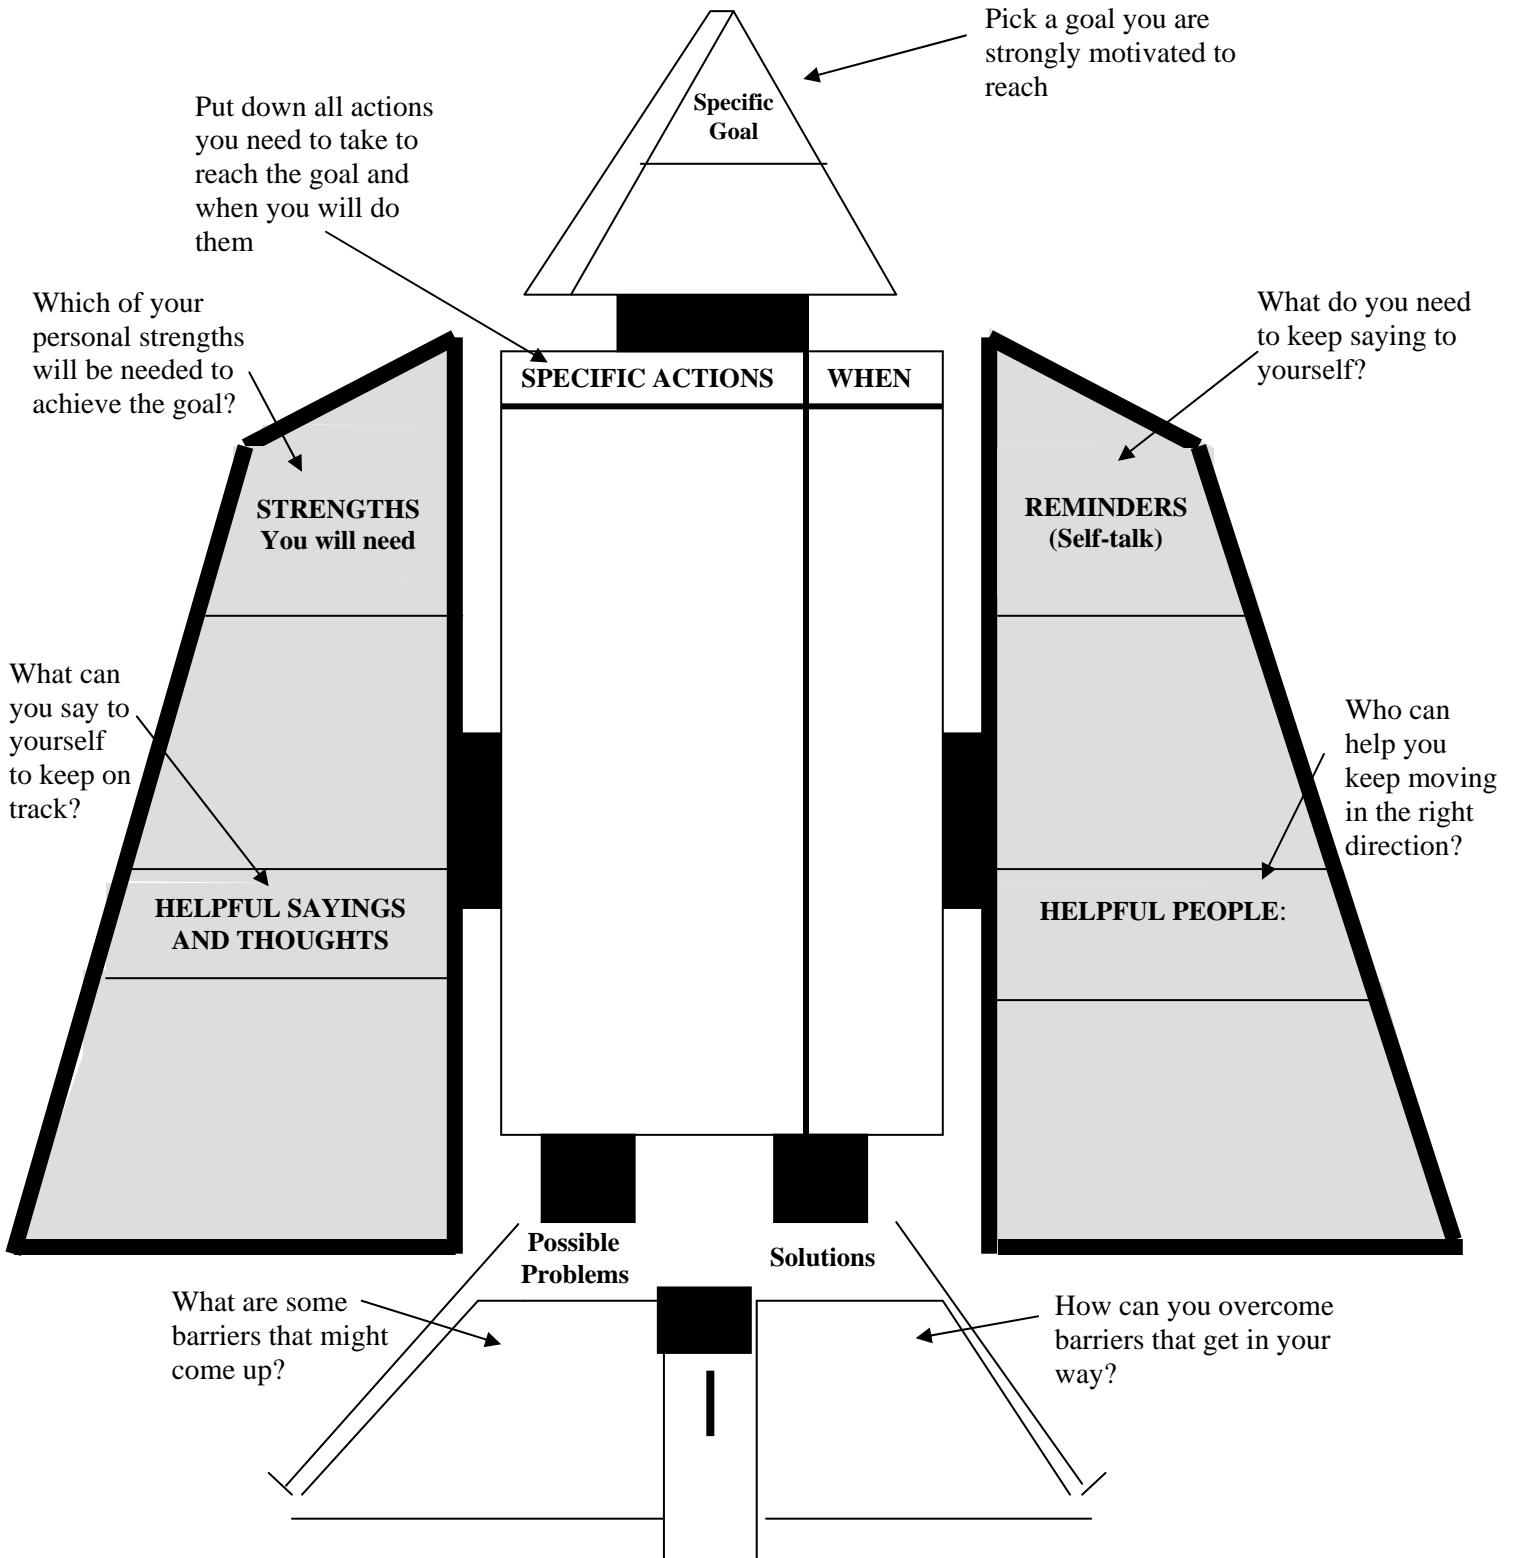 Pick a goal you are
strongly motivated to
reach
Specific
Goal
Put down all actions
you need to take to
reach the goal and
when you will do
them
Which of your
personal strengths
will be needed to
achieve the goal?
What do you need
to keep saying to
yourself?
SPECIFIC ACTIONS
WHEN
STRENGTHS
You will need
REMINDERS
(Self-talk)
What can
you say to
yourself
to keep on
track?
Who can
help you
keep moving
in the right
direction?
HELPFUL SAYINGS
AND THOUGHTS
HELPFUL PEOPLE:
Possible
Problems
Solutions
What are some
barriers that might
come up?
How can you overcome
barriers that get in your
way?